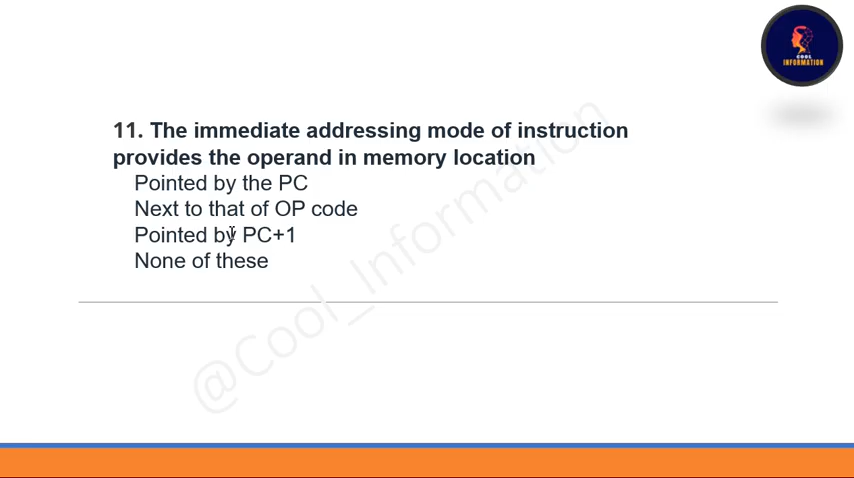 COOL
INFORMATION
11. The immediate addressing mode of instruction
provides the operand in memory location
Pointed by the PC
Next to that of OP code
Pointed by PC+1
None of these
@Cool_Information